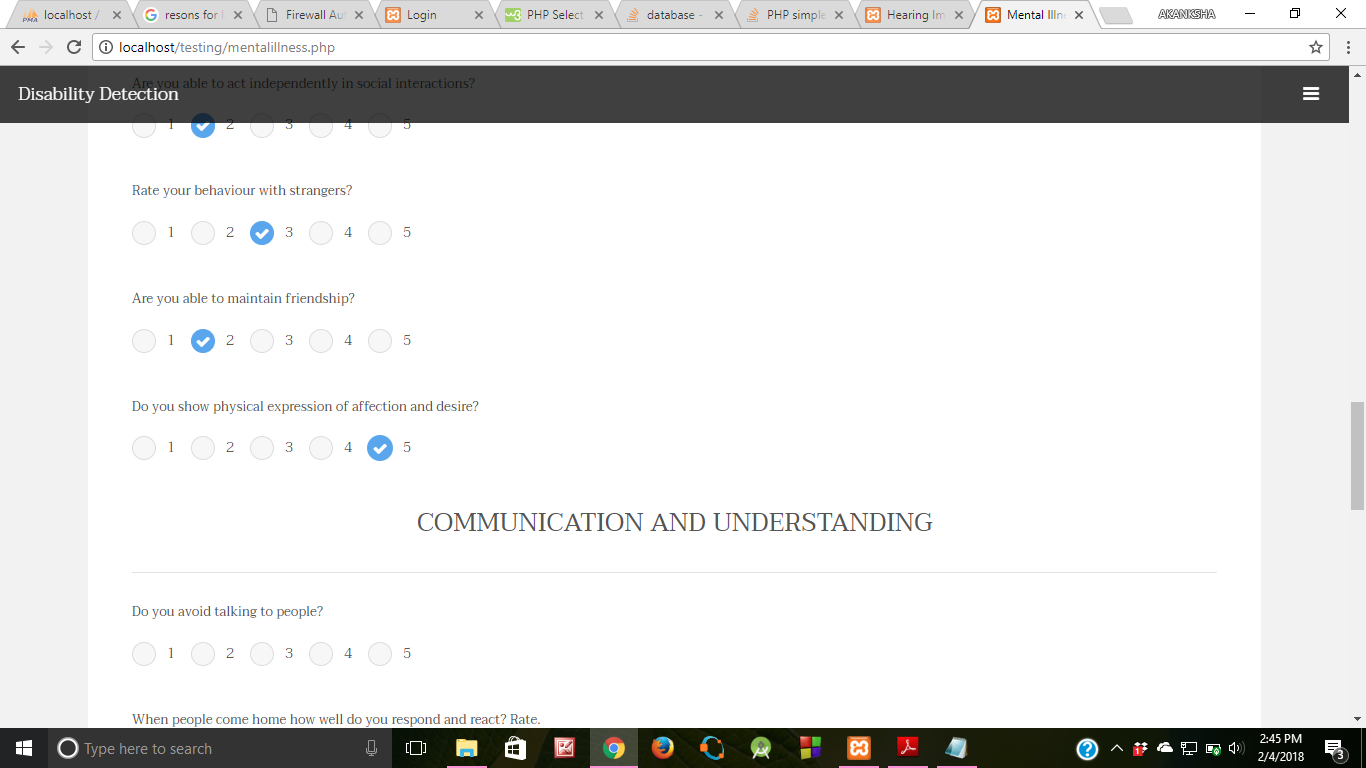 localhost /
resons for
Firewall Au
Login
PHP Select
database -
PHP simple
Hearing Im
Mental Illn
AKANKSHA
localhost/testing/mentalillness.php
Are you able to act independently in social interactions?
Disability Detection
1 2 3 4 5
Rate your behaviour with strangers?
1 2 3 4 5
Are you able to maintain friendship?
1 2 3 4 5
Do you show physical expression of affection and desire?
1 2 3 4 5
COMMUNICATION AND UNDERSTANDING
Do you avoid talking to people?
1 2 3 4 5
When people come home how well do you respond and react? Rate.
Type here to search
2:45 PM
2/4/2018
3